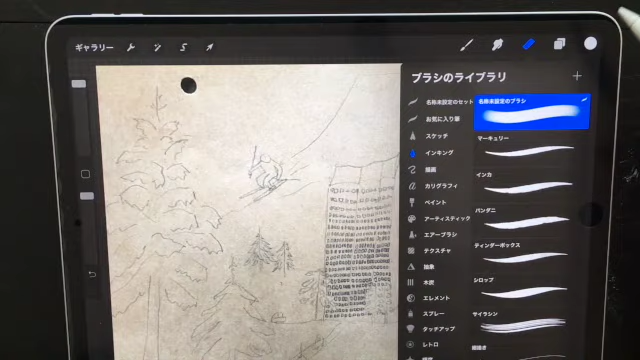 ギャラリー
ブラシのライブラリ
名称未設定のセット
お気に入り筆
スケッチ
インキング
描画
カリグラフィ
ペイント
アーティスティック
エアーブラシ
テクスチャ
抽象
木炭
エレメント
スプレー
タッチアップ
レトロ
名称未設定のブラシ
マーキュリー
インカ
バンダニ
ティンダーボックス
シロップ
サイラシン